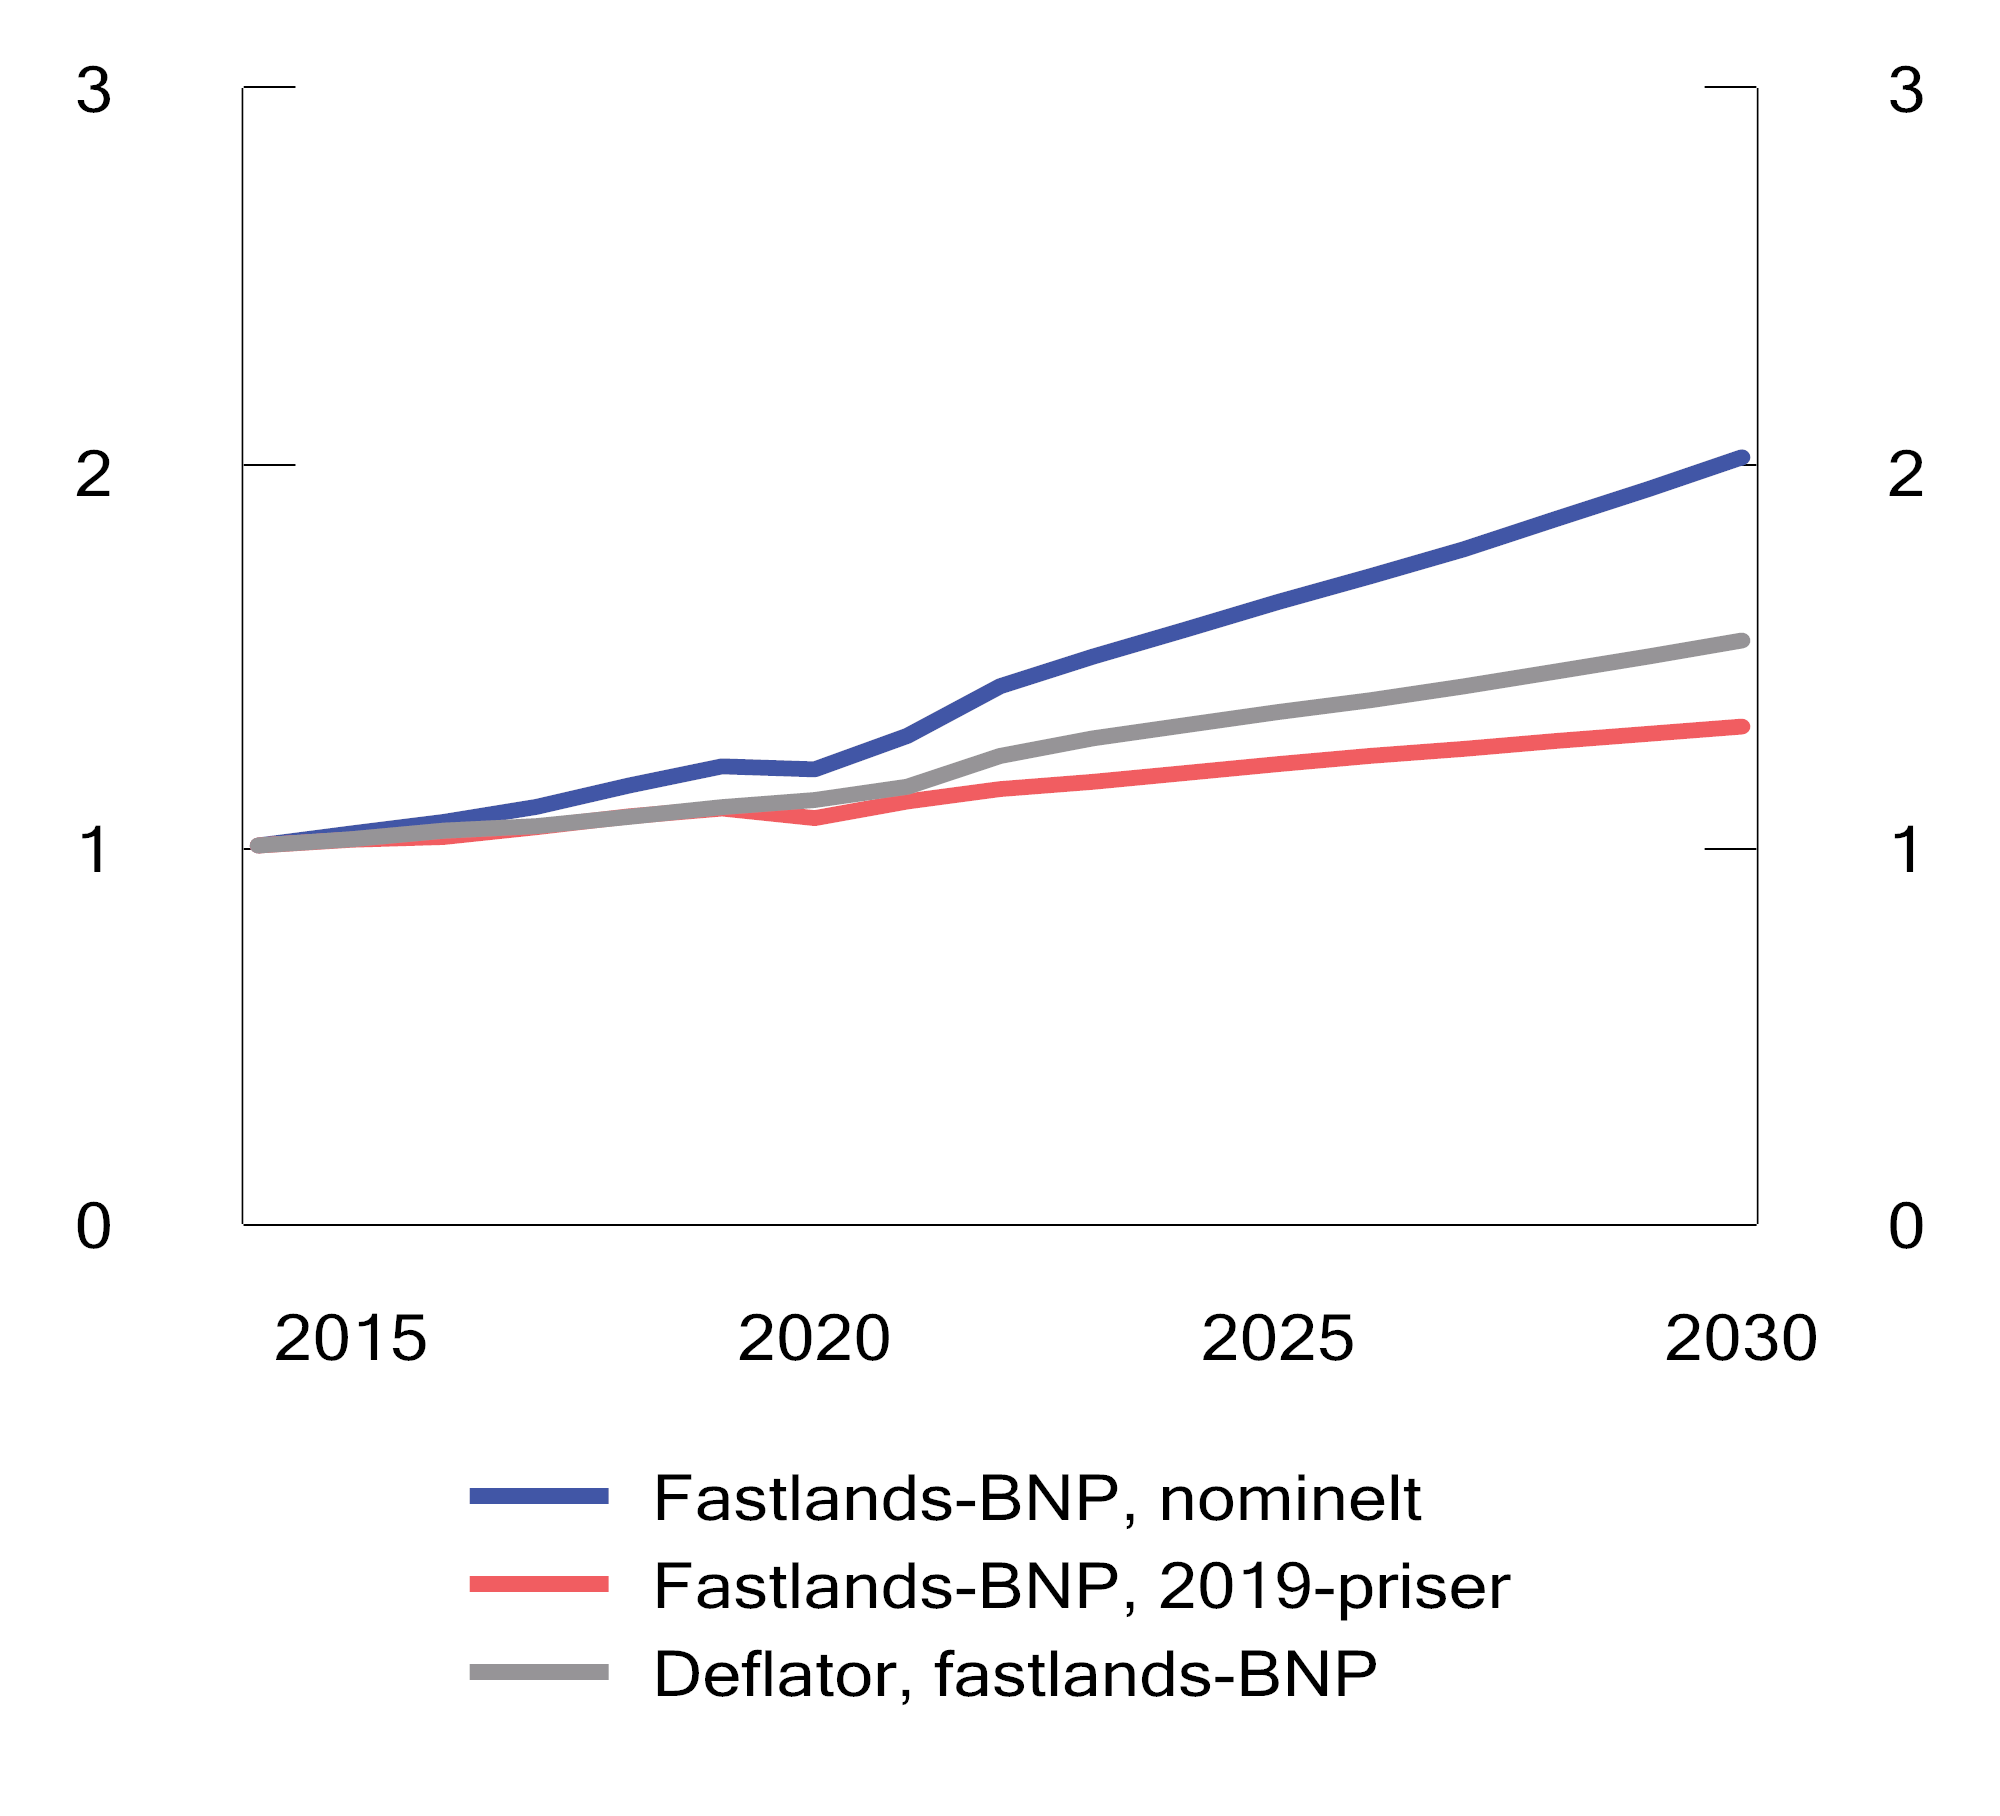 3 3
2 2
1 1
0 0
2015 2020 2025 2030
Fastlands-BNP, nominelt
Fastlands-BNP, 2019-priser
Deflator, fastlands-BNP